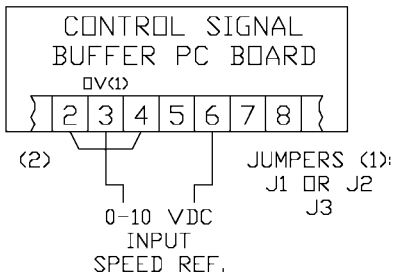 CONTROL SIGNAL
BUFFER PC BOARD
0V(1)
2 3 4 5 6 7 8
(2)
JUMPERS (1):
J1 OR J2
J3
0-10 VDC
INPUT
SPEED REF.